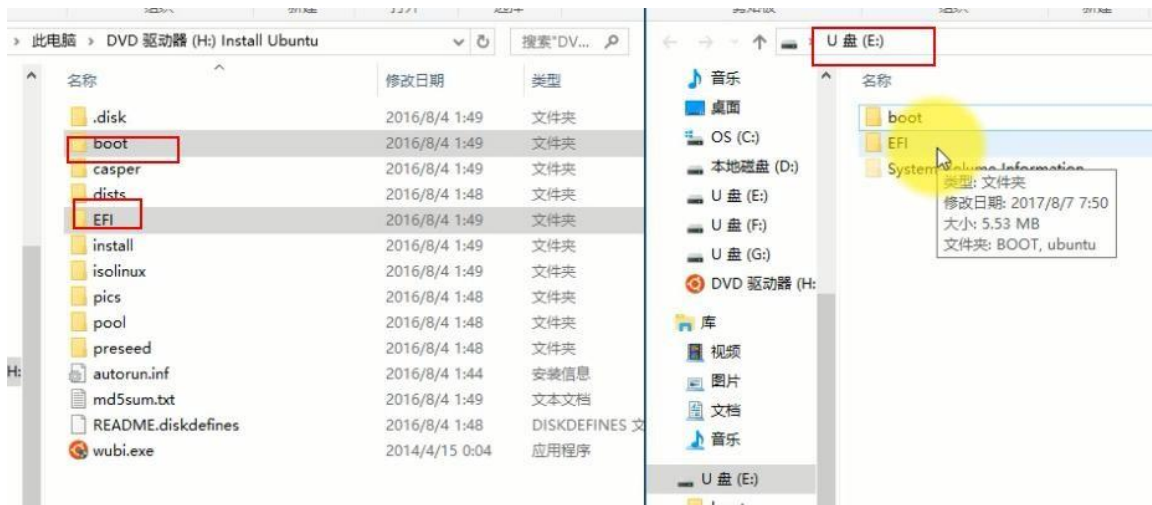 此电脑 › DVD 驱动器 (H:) Install Ubuntu
搜索"DV...
名称 修改日期 类型
.disk 2016/8/4 1:49 文件夹
boot 2016/8/4 1:49 文件夹
casper 2016/8/4 1:49 文件夹
dists 2016/8/4 1:48 文件夹
EFI 2016/8/4 1:49 文件夹
install 2016/8/4 1:49 文件夹
isolinux 2016/8/4 1:49 文件夹
pics 2016/8/4 1:48 文件夹
pool 2016/8/4 1:48 文件夹
preseed 2016/8/4 1:48 文件夹
autorun.inf 2016/8/4 1:44 安装信息
md5sum.txt 2016/8/4 1:49 文本文档
README.diskdefines 2016/8/4 1:48 DISKDEFINES 文
wubi.exe 2014/4/15 0:04 应用程序
H:
U 盘 (E:)
音乐
桌面
OS (C:)
本地磁盘 (D:)
U 盘 (E:)
U 盘 (F:)
U 盘 (G:)
DVD 驱动器 (H:
库
视频
图片
文档
音乐
U 盘 (E:)
名称
boot
EFI
System Volume Information
类型: 文件夹
修改日期: 2017/8/7 7:50
大小: 5.53 MB
文件夹: BOOT, ubuntu